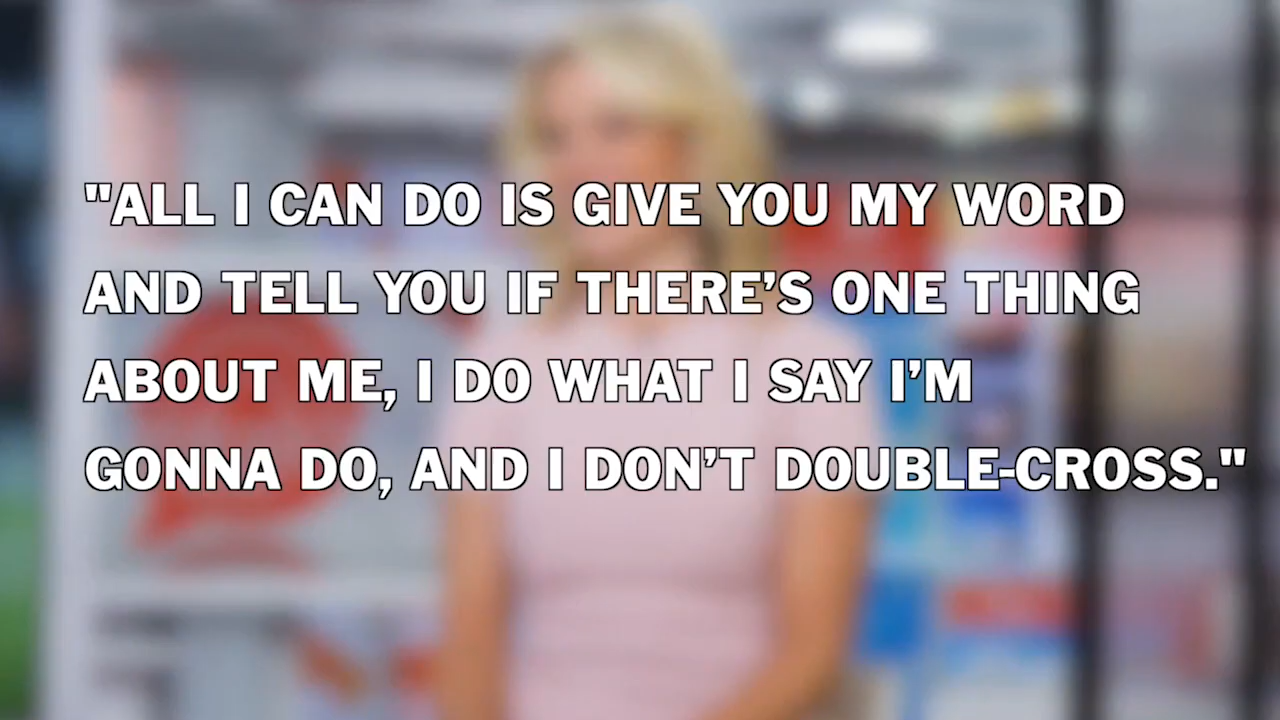 "ALL I CAN DO IS GIVE YOU MY WORD
AND TELL YOU IF THERE’S ONE THING
ABOUT ME, I DO WHAT I SAY I’M
GONNA DO, AND I DON’T DOUBLE-CROSS."